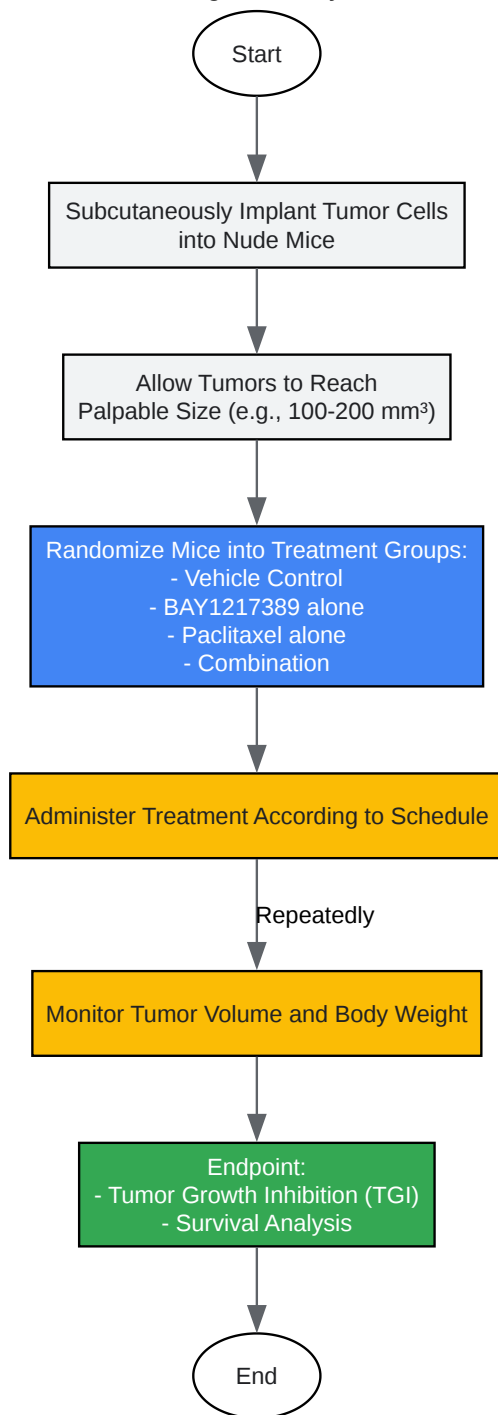 Start
Subcutaneously Implant Tumor Cells
into Nude Mice
Allow Tumors to Reach
Palpable Size (e.g., 100-200 mm³)
Randomize Mice into Treatment Groups:
- Vehicle Control
- BAY1217389 alone
- Paclitaxel alone
- Combination
Administer Treatment According to Schedule
Repeatedly
Monitor Tumor Volume and Body Weight
Endpoint:
- Tumor Growth Inhibition (TGI)
- Survival Analysis
End